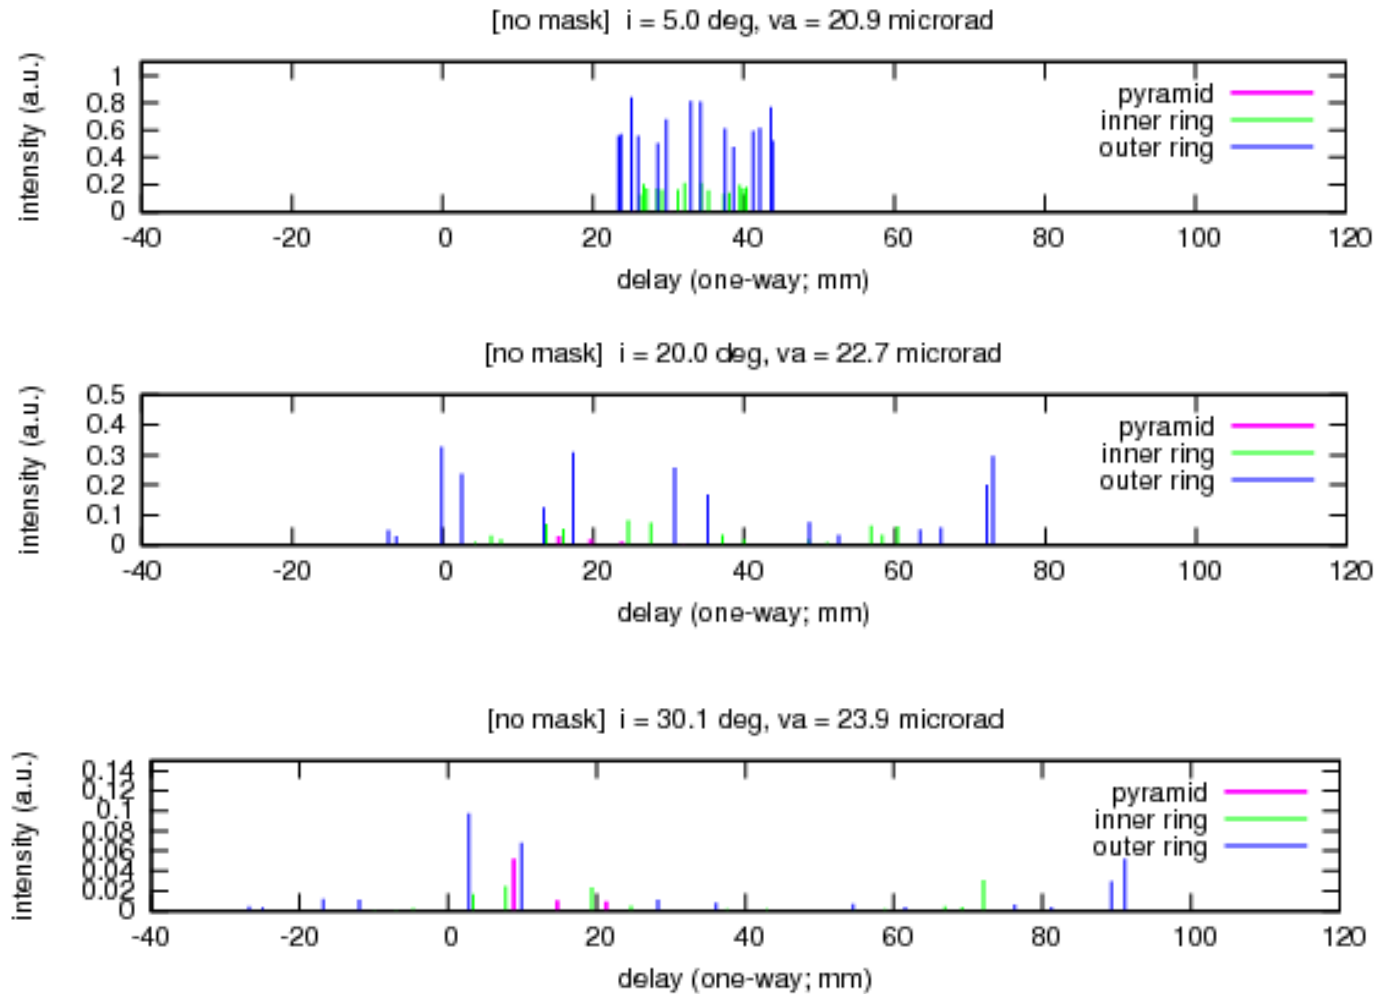 [no mask] i = 5.0 deg, va = 20.9 microrad
intensity (a.u.)
1
0.8
0.6
0.4
0.2
0
pyramid
inner ring
outer ring
-40 -20 0 20 40 60 80 100 120
delay (one-way; mm)
[no mask] i = 20.0 deg, va = 22.7 microrad
intensity (a.u.)
0.5
0.4
0.3
0.2
0.1
0
pyramid
inner ring
outer ring
-40 -20 0 20 40 60 80 100 120
delay (one-way; mm)
[no mask] i = 30.1 deg, va = 23.9 microrad
intensity (a.u.)
0.14
0.12
0.1
0.08
0.06
0.04
0.02
0
pyramid
inner ring
outer ring
-40 -20 0 20 40 60 80 100 120
delay (one-way; mm)